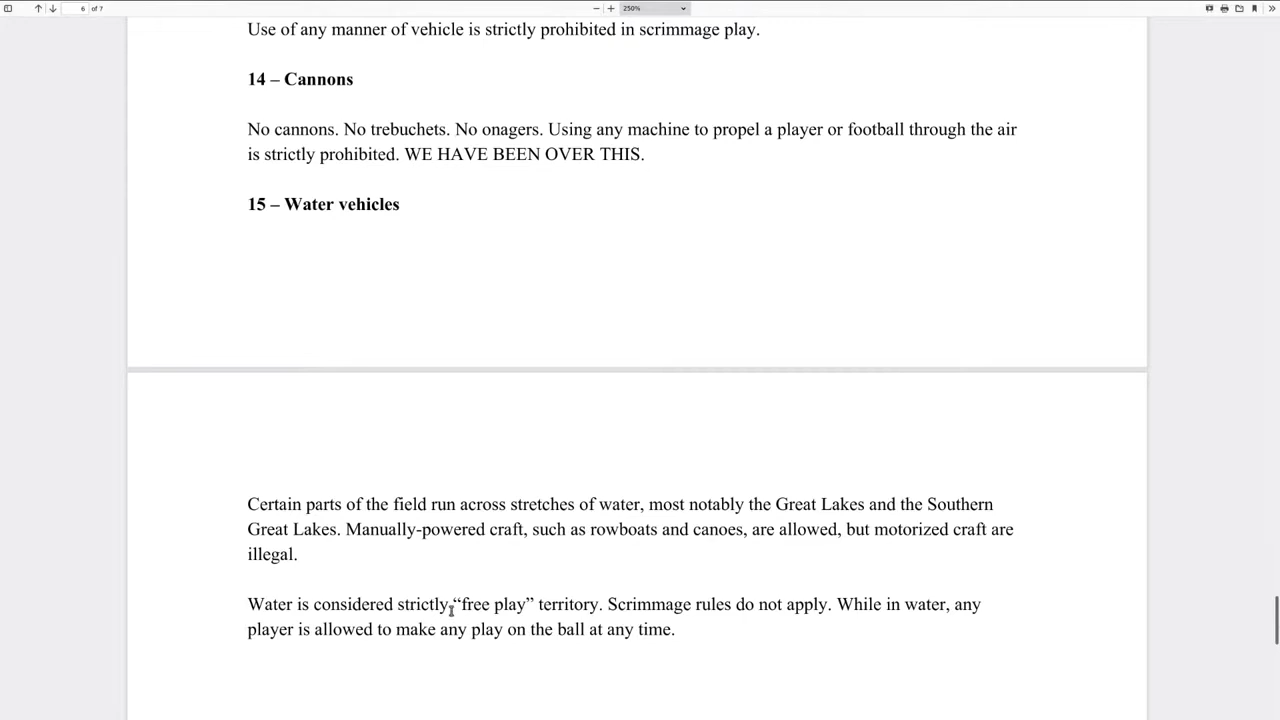 6 of 7
250%
Use of any manner of vehicle is strictly prohibited in scrimmage play.
14 – Cannons
No cannons. No trebuchets. No onagers. Using any machine to propel a player or football through the air
is strictly prohibited. WE HAVE BEEN OVER THIS.
15 – Water vehicles
Certain parts of the field run across stretches of water, most notably the Great Lakes and the Southern
Great Lakes. Manually-powered craft, such as rowboats and canoes, are allowed, but motorized craft are
illegal.
Water is considered strictly “free play” territory. Scrimmage rules do not apply. While in water, any
player is allowed to make any play on the ball at any time.